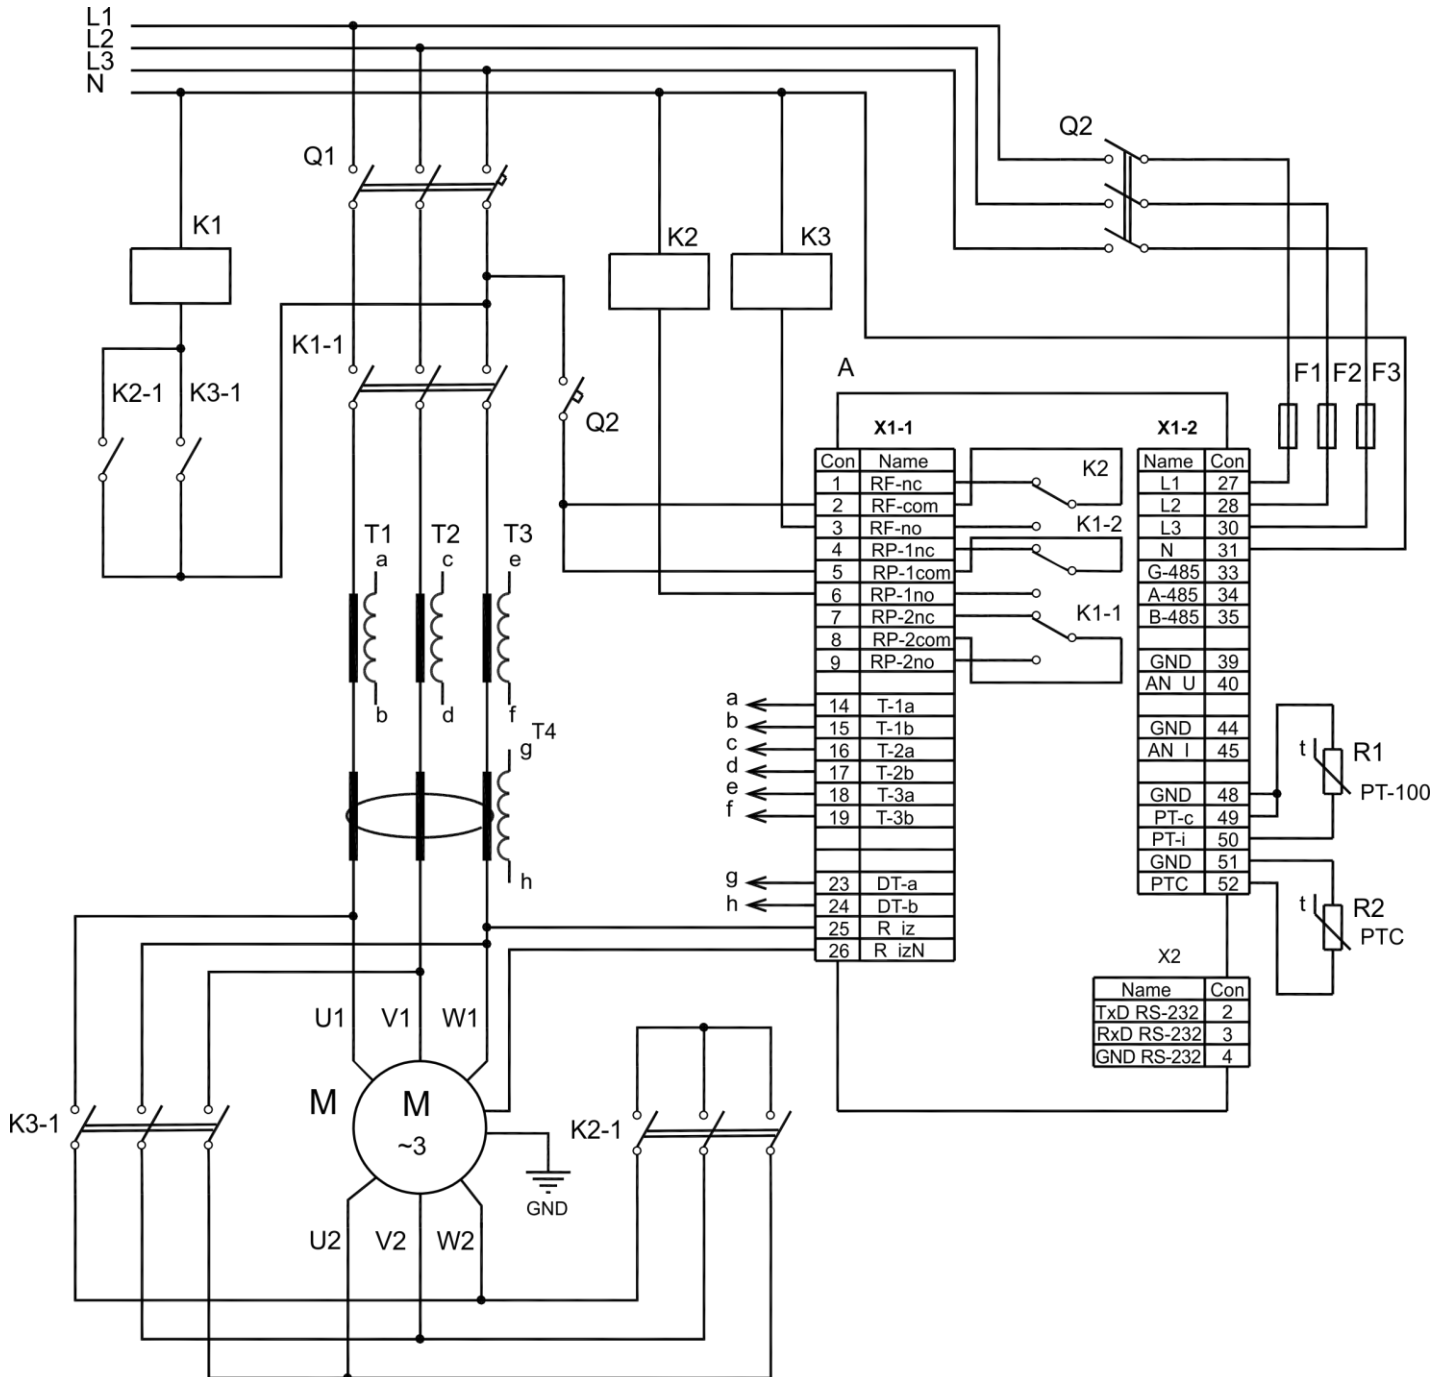 L1
L2
L3
N
Q1
Q2
K1
K2
K3
K1-1
K2-1
K3-1
Q2
A
F1
F2
F3
X1-1
Con Name
1 RF-nc
2 RF-com
3 RF-no
4 RP-1nc
5 RP-1com
6 RP-1no
7 RP-2nc
8 RP-2com
9 RP-2no
14 T-1a
15 T-1b
16 T-2a
17 T-2b
18 T-3a
19 T-3b
23 DT-a
24 DT-b
25 R iz
26 R izN
K2
K1-2
K1-1
X1-2
Name Con
L1 27
L2 28
L3 30
N 31
G-485 33
A-485 34
B-485 35
GND 39
AN U 40
GND 44
AN I 45
GND 48
PT-c 49
PT-i 50
GND 51
PTC 52
T1
a
b
T2
c
d
T3
e
f
T4
g
h
a
b
c
d
e
f
g
h
t
R1
PT-100
t
R2
PTC
X2
Name Con
TxD RS-232 2
RxD RS-232 3
GND RS-232 4
U1
V1
W1
M
M
~3
GND
K3-1
K2-1
U2
V2
W2